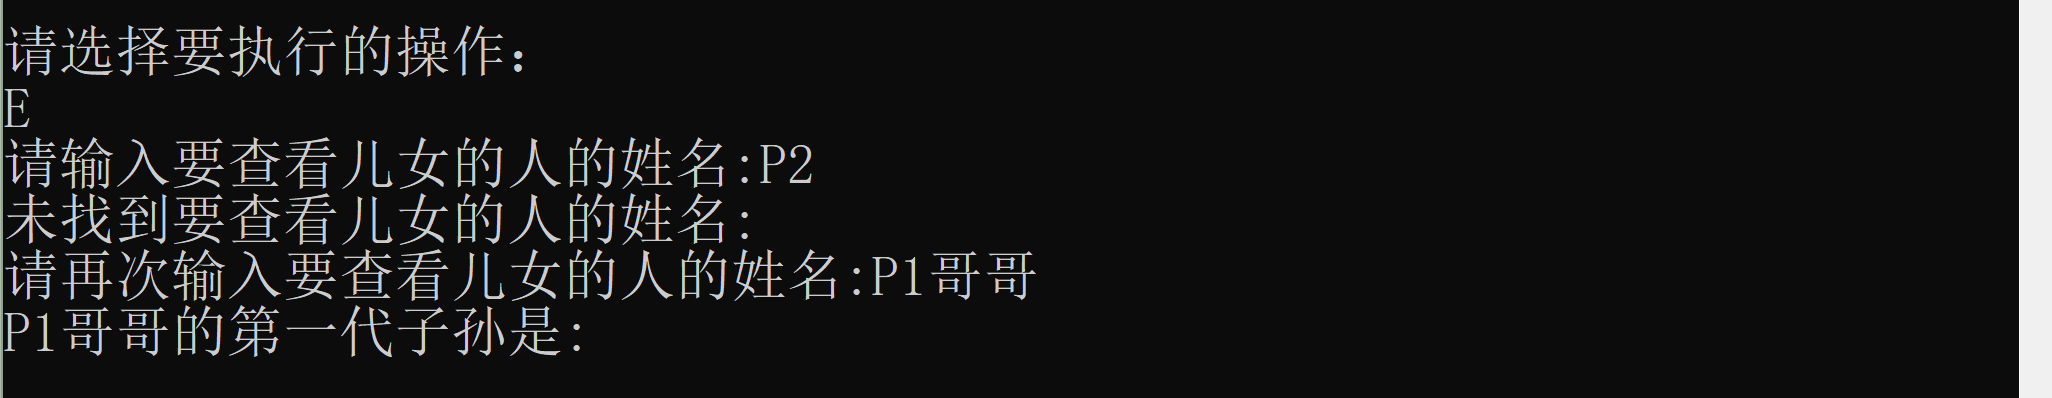 请选择要执行的操作：
E
请输入要查看儿女的人的姓名:P2
未找到要查看儿女的人的姓名:
请再次输入要查看儿女的人的姓名:P1哥哥
P1哥哥的第一代子孙是: